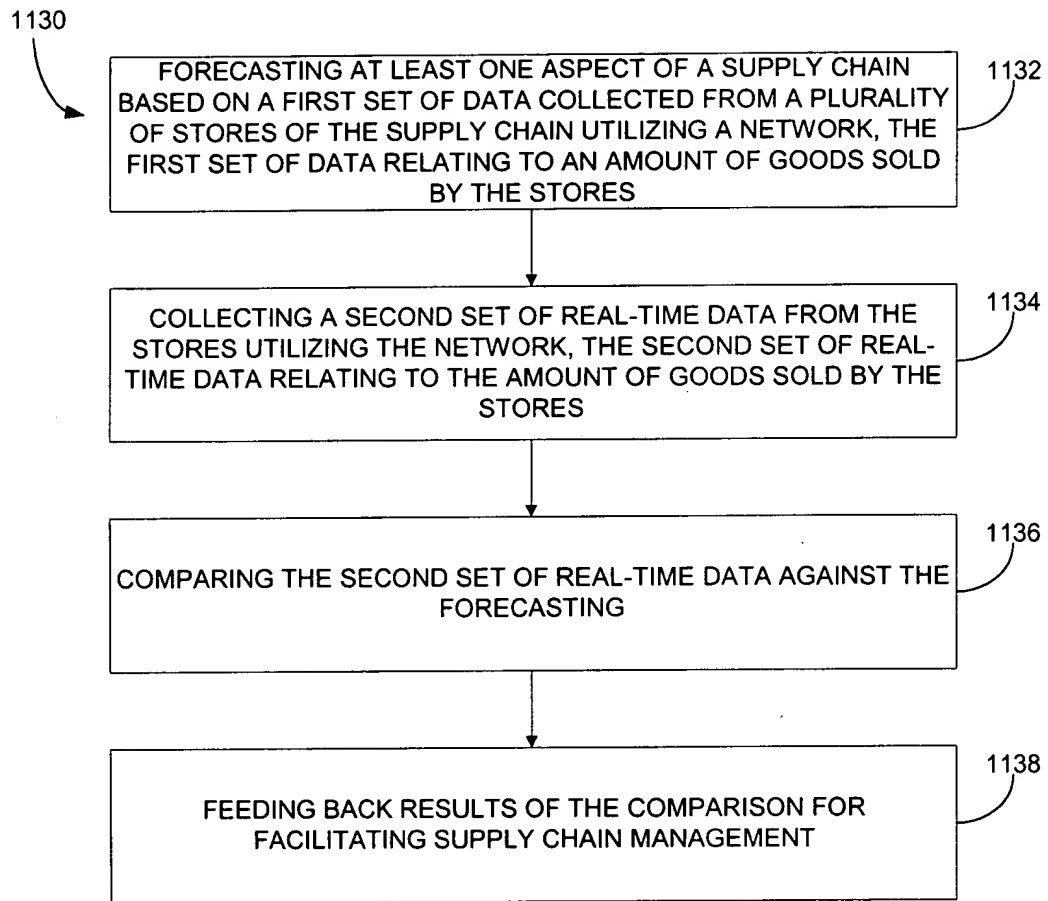 1130
FORECASTING AT LEAST ONE ASPECT OF A SUPPLY CHAIN
BASED ON A FIRST SET OF DATA COLLECTED FROM A PLURALITY
OF STORES OF THE SUPPLY CHAIN UTILIZING A NETWORK, THE
FIRST SET OF DATA RELATING TO AN AMOUNT OF GOODS SOLD
BY THE STORES
1132
COLLECTING A SECOND SET OF REAL-TIME DATA FROM THE
STORES UTILIZING THE NETWORK, THE SECOND SET OF REAL-
TIME DATA RELATING TO THE AMOUNT OF GOODS SOLD BY THE
STORES
1134
COMPARING THE SECOND SET OF REAL-TIME DATA AGAINST THE
FORECASTING
1136
FEEDING BACK RESULTS OF THE COMPARISON FOR
FACILITATING SUPPLY CHAIN MANAGEMENT
1138